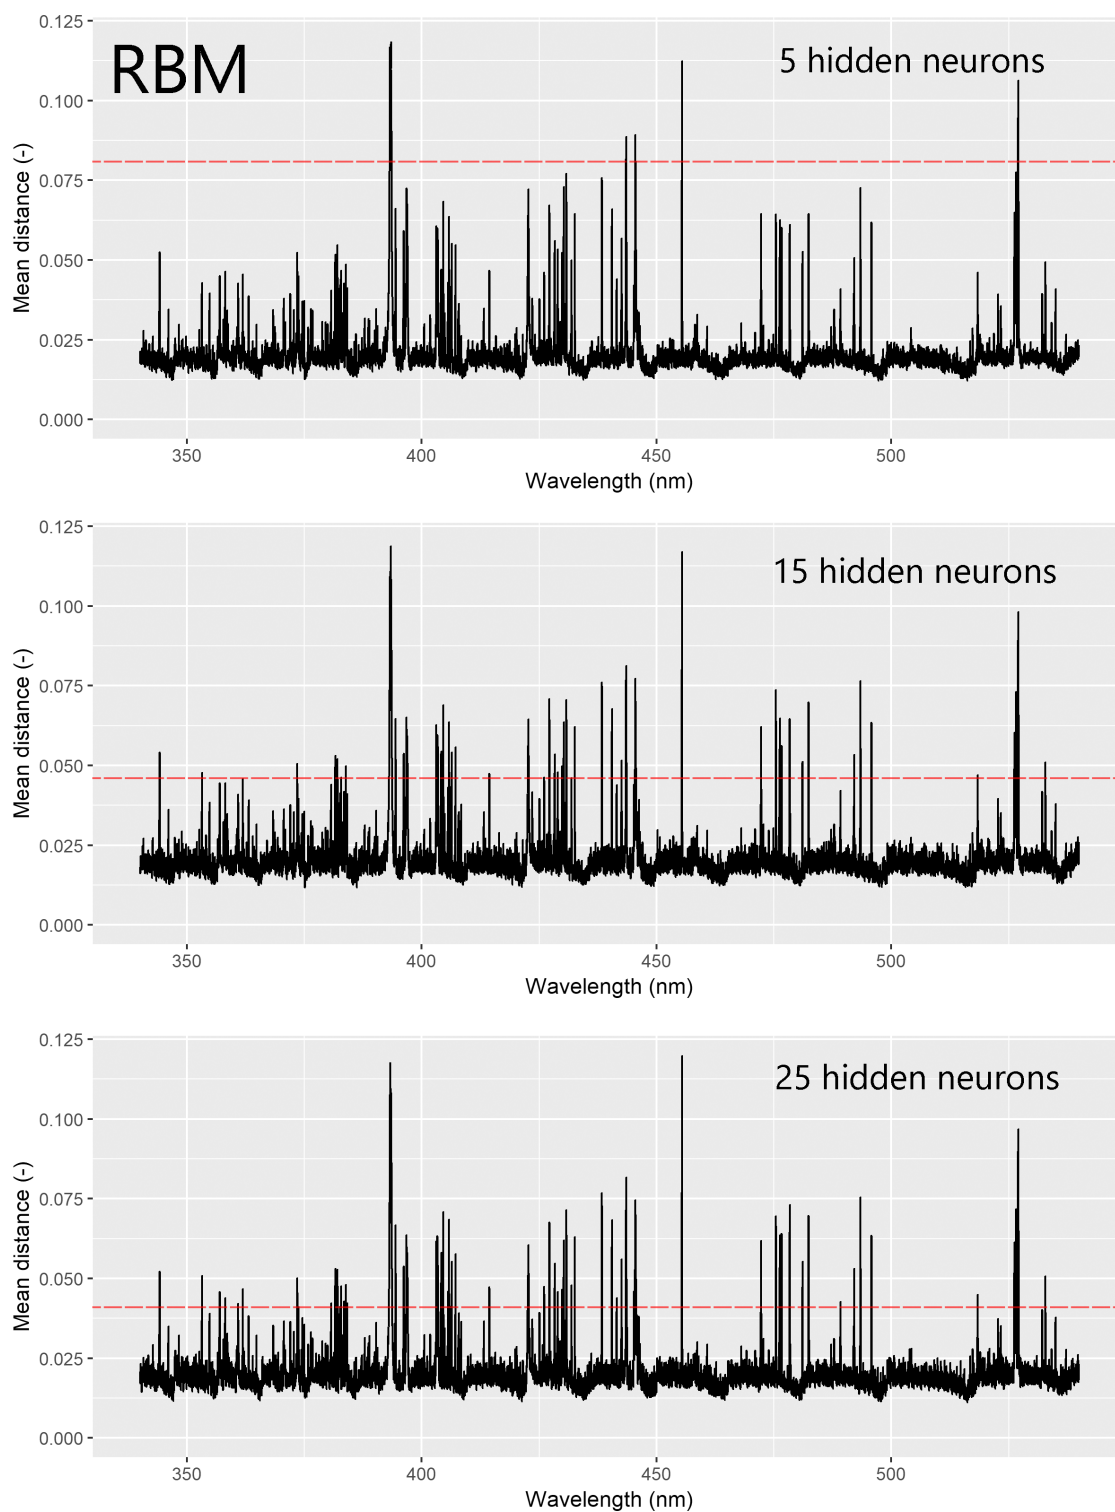 RBM
5 hidden neurons
Mean distance (-)
0.125
0.100
0.075
0.050
0.025
0.000
350 400 450 500
Wavelength (nm)
15 hidden neurons
Mean distance (-)
0.125
0.100
0.075
0.050
0.025
0.000
350 400 450 500
Wavelength (nm)
25 hidden neurons
Mean distance (-)
0.125
0.100
0.075
0.050
0.025
0.000
350 400 450 500
Wavelength (nm)